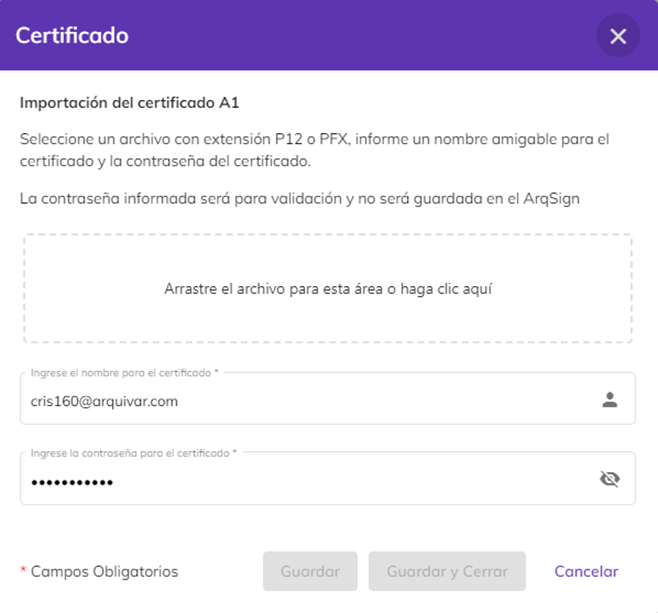 Certificado
Importación del certificado A1
Seleccione un archivo con extensión P12 o PFX, informe un nombre amigable para el
certificado y la contraseña del certificado.
La contraseña informada será para validación y no será guardada en el ArqSign
Arrastre el archivo para esta área o haga clic aquí
Ingrese el nombre para el certificado *
cris160@arquivar.com
Ingrese la contraseña para el certificado *
•••••••••••
* Campos Obligatorios
Guardar
Guardar y Cerrar
Cancelar